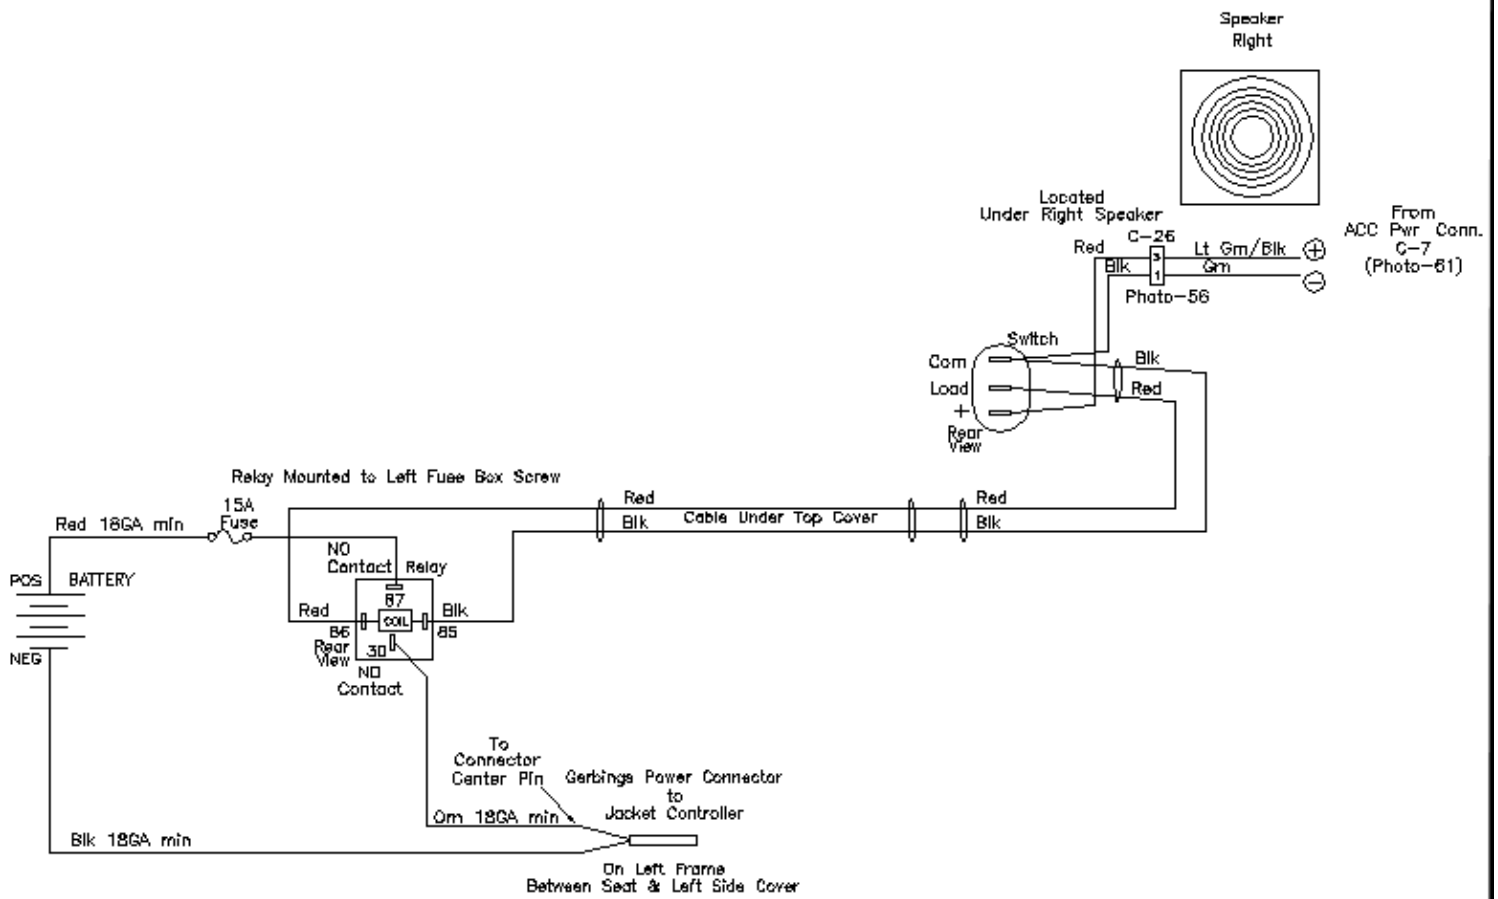 Speaker
Right
Located
Under Right Speaker
From
ACC Pwr Conn.
C-7
(Photo-61)
C-26
Red
Lt Grn/Blk
+
3
Blk
1
Grn
-
Photo-56
Switch
Com
Blk
Load
Red
+
Rear
View
Relay Mounted to Left Fuse Box Screw
15A
Fuse
Red 18GA min
Red
Blk
Cable Under Top Cover
Red
Blk
NO
Contact
Relay
POS
BATTERY
87
Red
COIL
Blk
86
85
Rear
View
30
NEG
NO
Contact
To
Connector
Center Pin
Gerbings Power Connector
to
Jacket Controller
Orn 18GA min
Blk 18GA min
On Left Frame
Between Seat & Left Side Cover